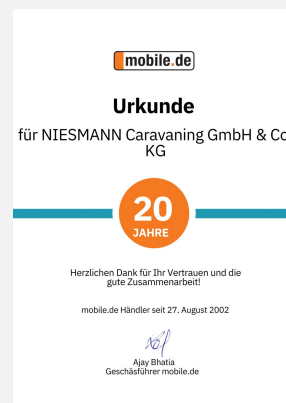 mobile.de
Urkunde
für NIESMANN Caravaning GmbH & Co
KG
20
JAHRE
Herzlichen Dank für Ihr Vertrauen und die
gute Zusammenarbeit!
mobile.de Händler seit 27. August 2002
Ajay Bhatia
Geschäsführer mobile.de